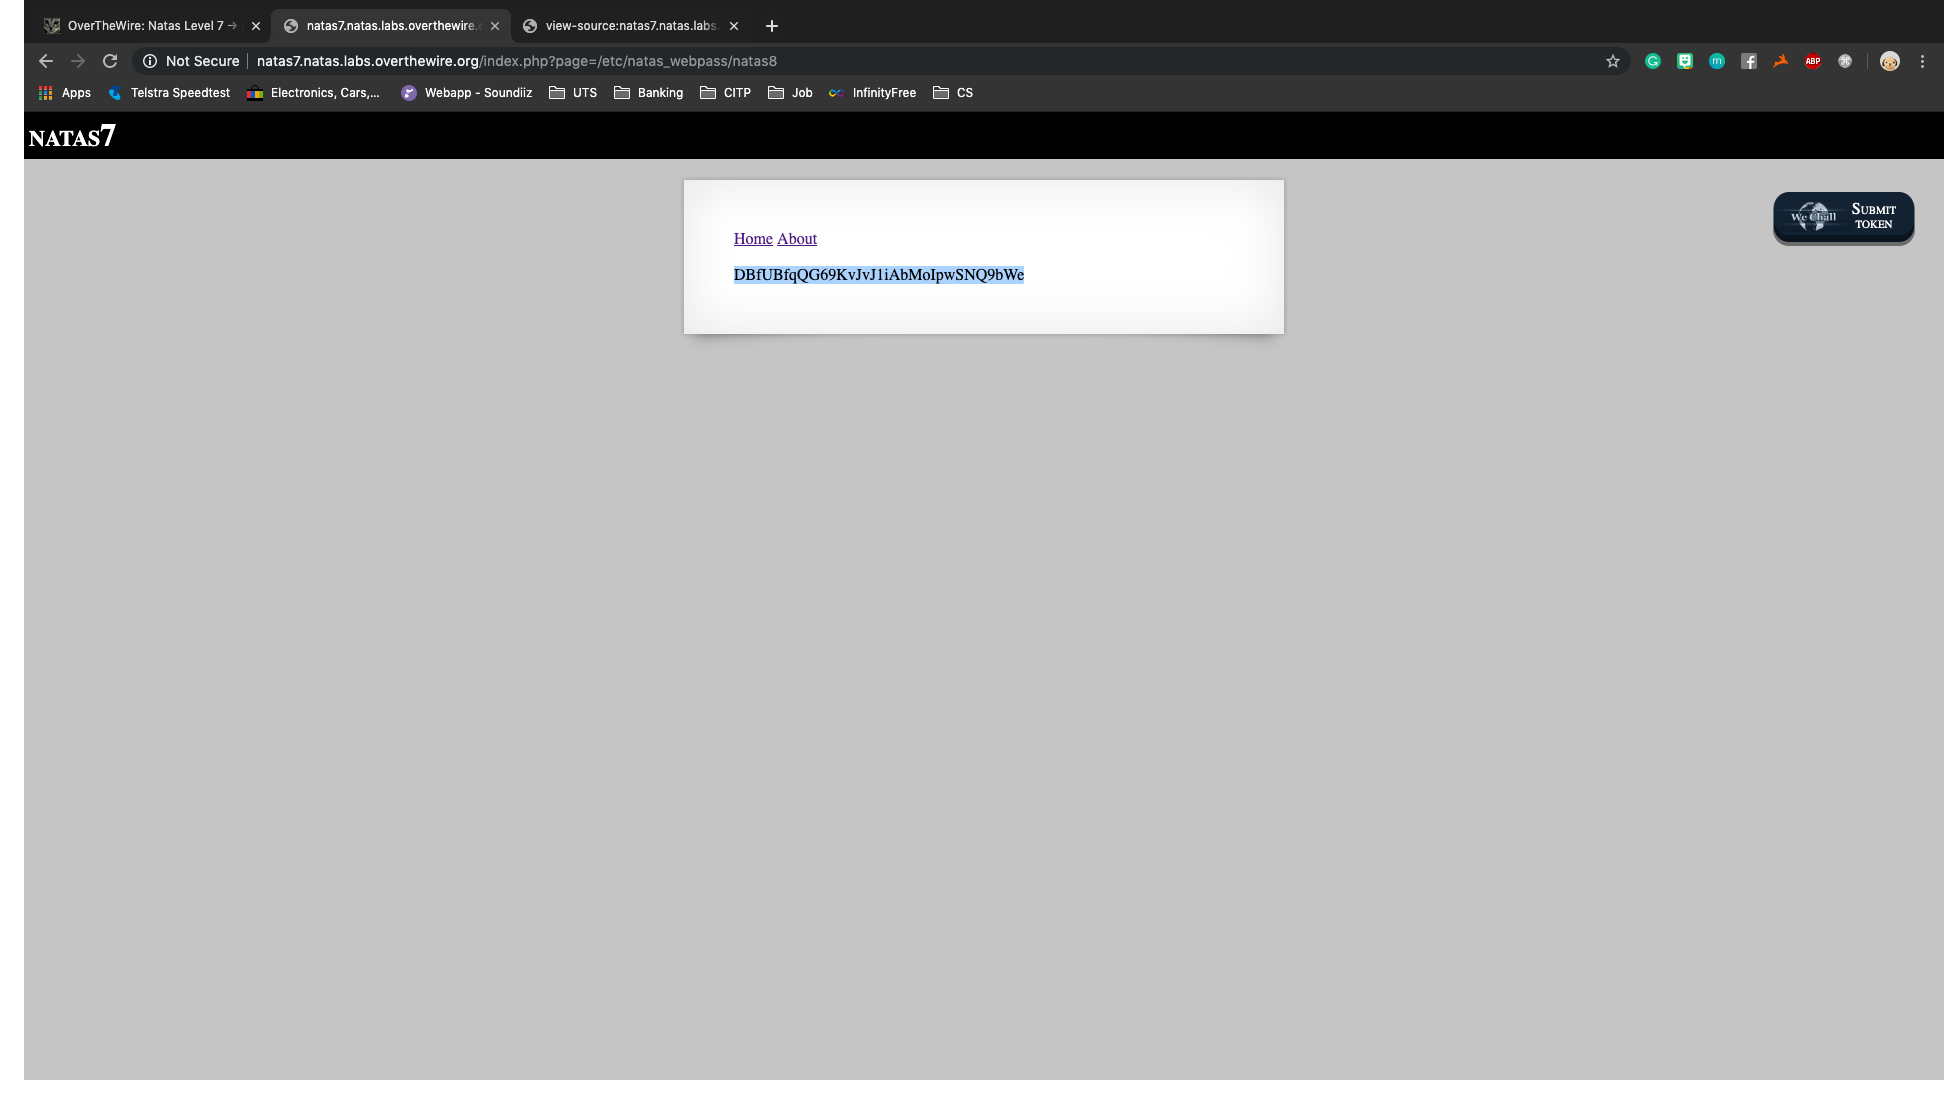 OverTheWire: Natas Level 7 →
natas7.natas.labs.overthewire.
view-source:natas7.natas.labs.
Not Secure
natas7.natas.labs.overthewire.org/index.php?page=/etc/natas_webpass/natas8
ABP
Apps
Telstra Speedtest
Electronics, Cars,...
Webapp - Soundiiz
UTS
Banking
CITP
Job
InfinityFree
CS
NATAS7
Home About
DBfUBfqQG69KvJvJ1iAbMoIpwSNQ9bWe
We Chall
SUBMIT
TOKEN